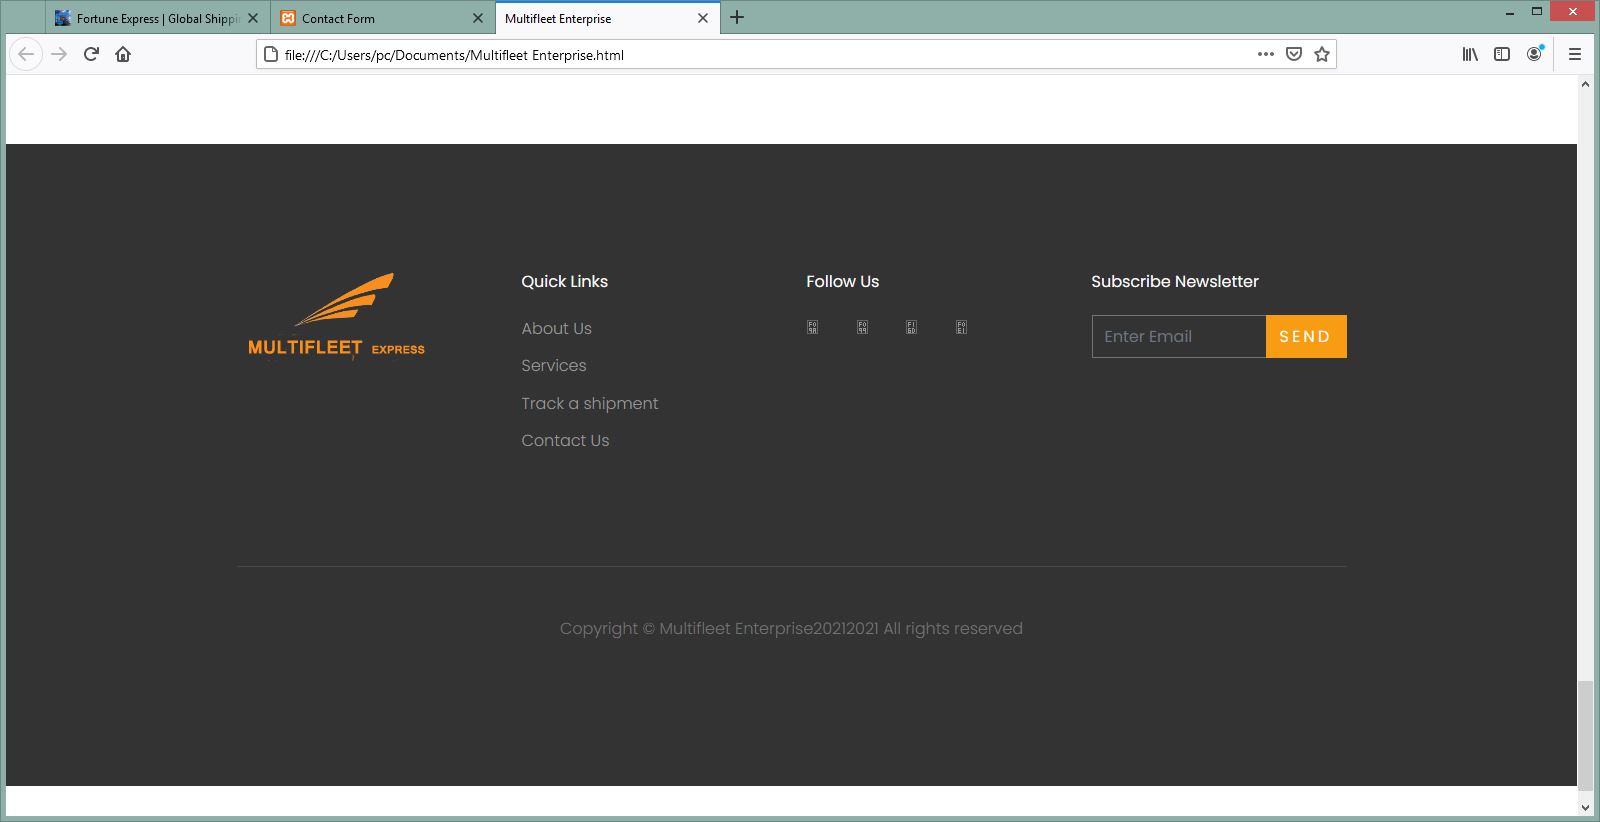 Fortune Express | Global Shippin
Contact Form
Multifleet Enterprise
file:///C:/Users/pc/Documents/Multifleet Enterprise.html
MULTIFLEET EXPRESS
Quick Links
About Us
Services
Track a shipment
Contact Us
Follow Us
Subscribe Newsletter
Enter Email
SEND
Copyright © Multifleet Enterprise20212021 All rights reserved